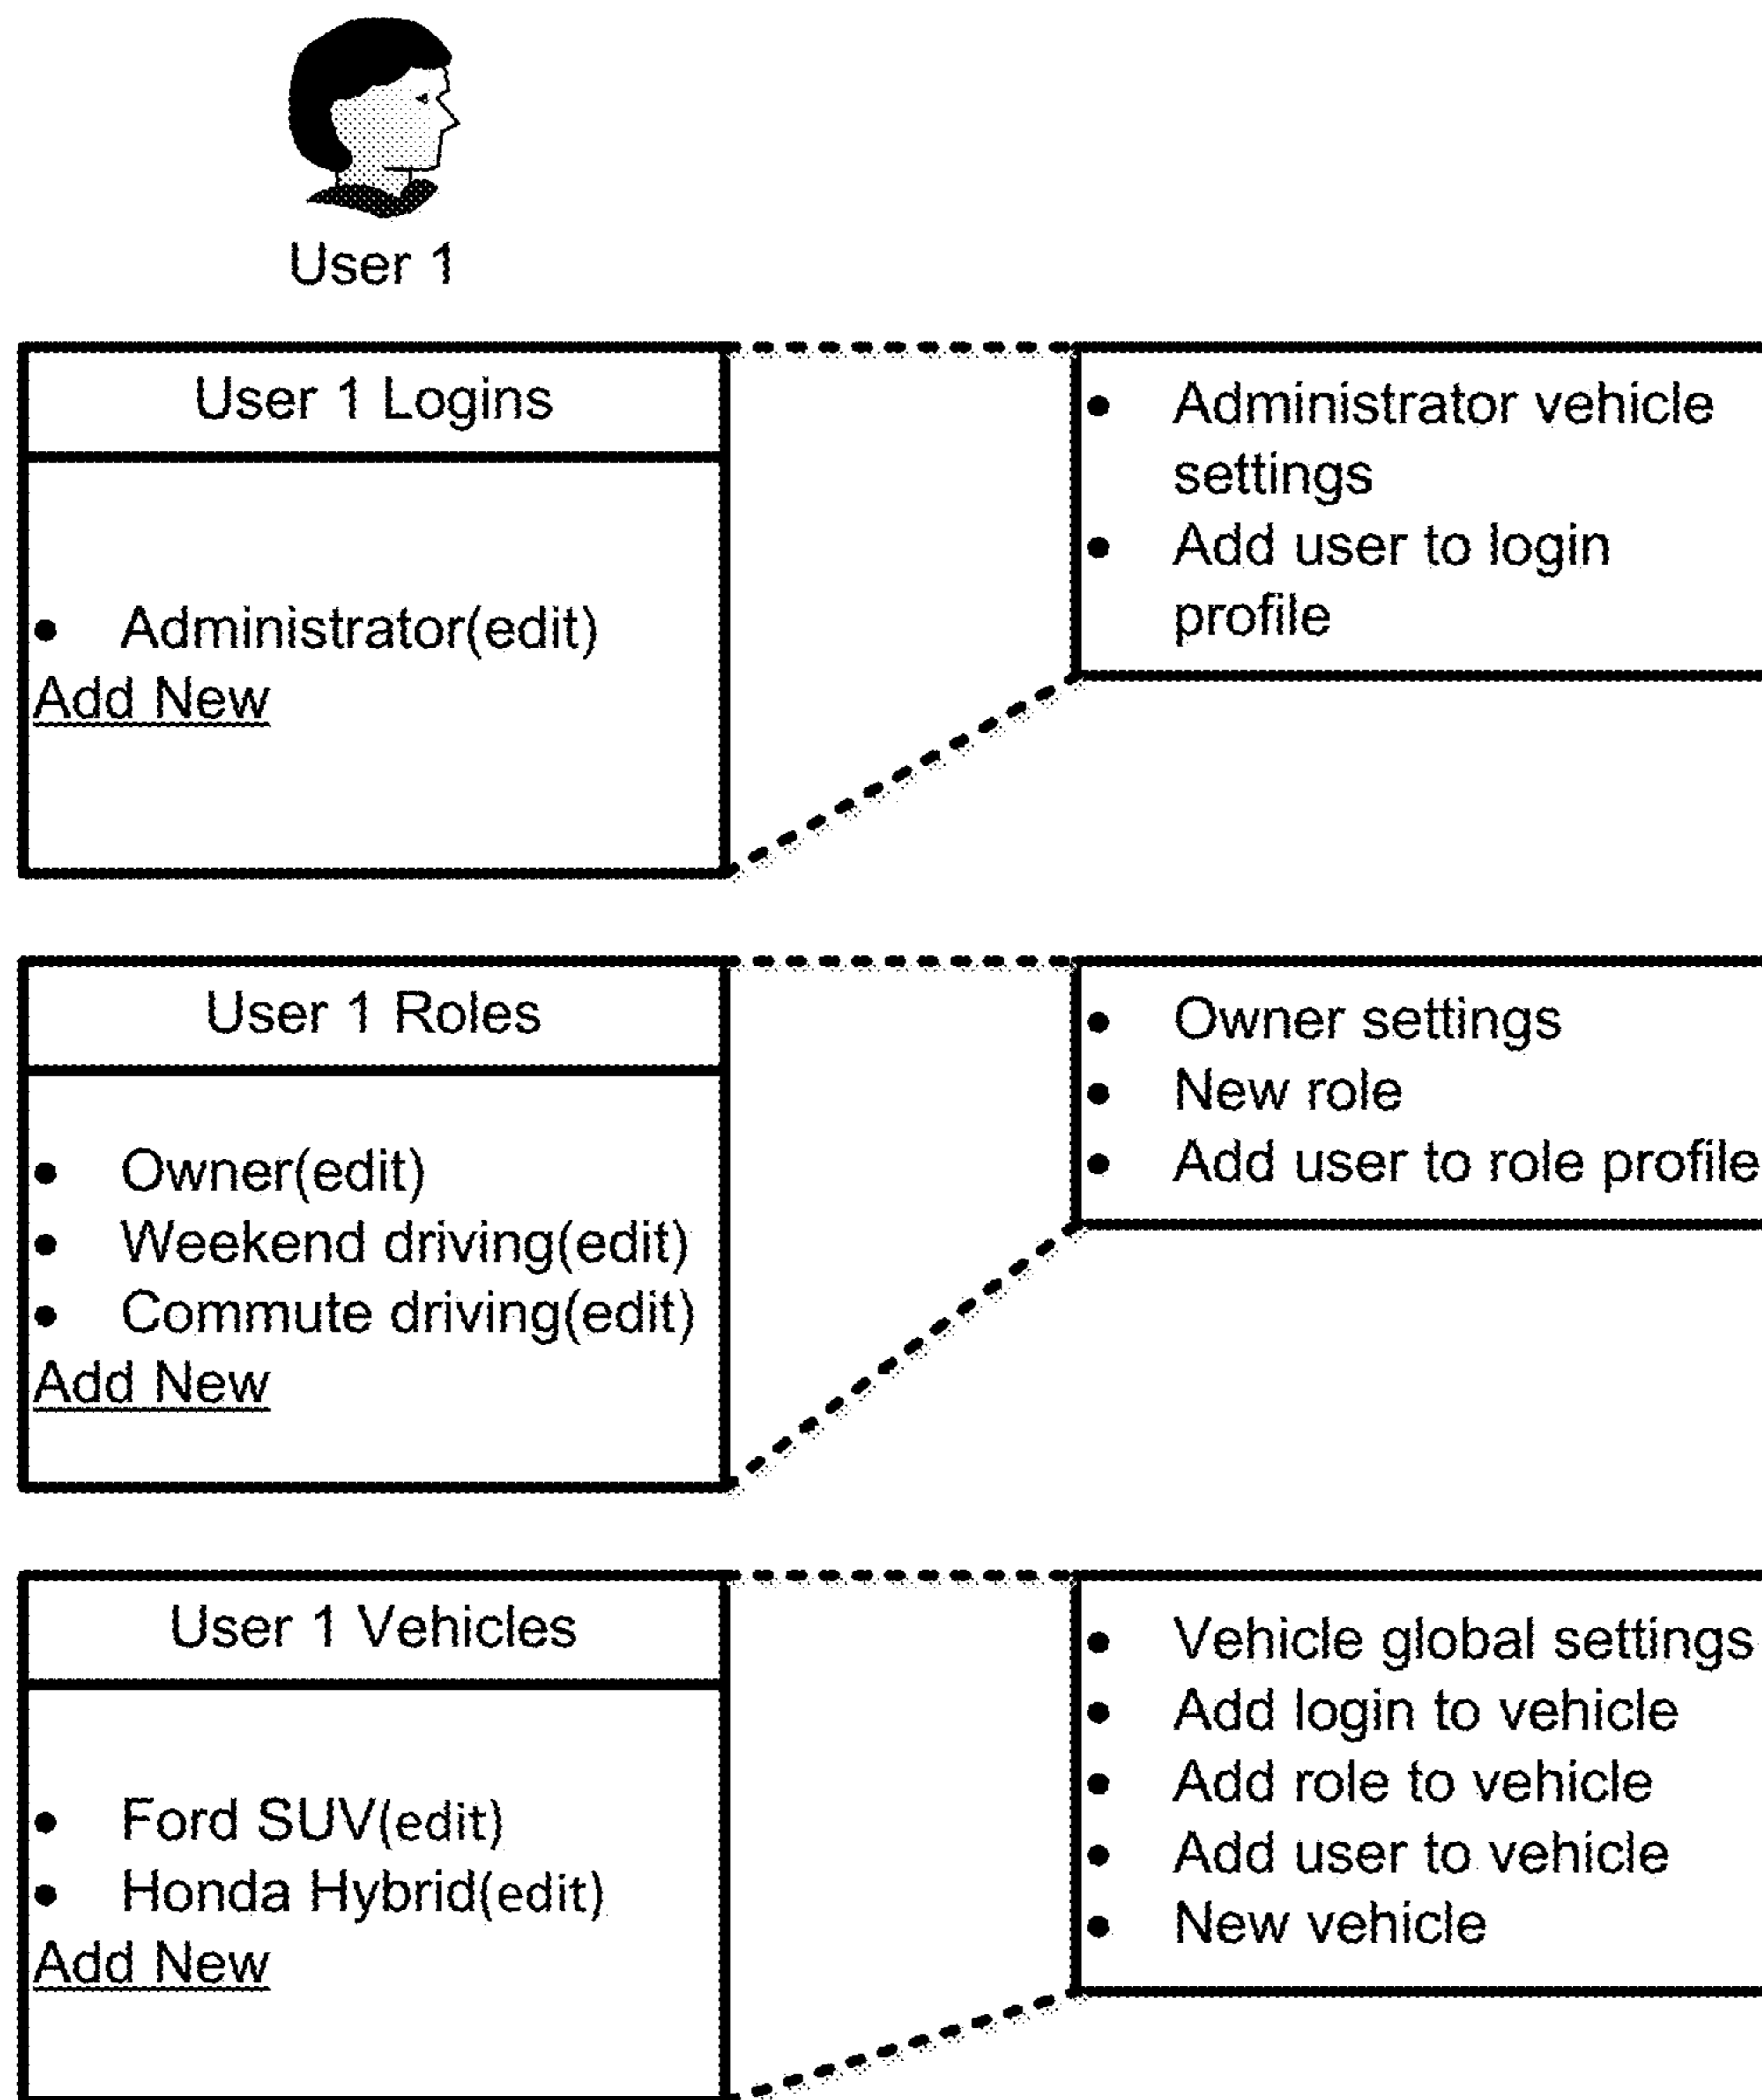 User 1
User 1 Logins
• Administrator(edit)
Add New
• Administrator vehicle
settings
• Add user to login
profile
User 1 Roles
• Owner(edit)
• Weekend driving(edit)
• Commute driving(edit)
Add New
• Owner settings
• New role
• Add user to role profile
User 1 Vehicles
• Ford SUV(edit)
• Honda Hybrid(edit)
Add New
• Vehicle global settings
• Add login to vehicle
• Add role to vehicle
• Add user to vehicle
• New vehicle